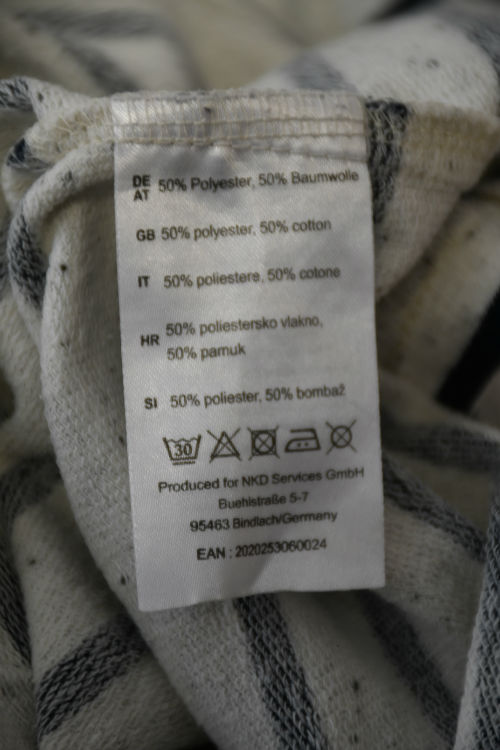 DE AT 50% Polyester, 50% Baumwolle
GB 50% polyester, 50% cotton
IT 50% poliestere, 50% cotone
HR 50% poliestersko vlakno,
50% pamuk
SI 50% poliester, 50% bombaž
30
Produced for NKD Services GmbH
Buehlstraße 5-7
95463 Bindlach/Germany
EAN : 2020253060024